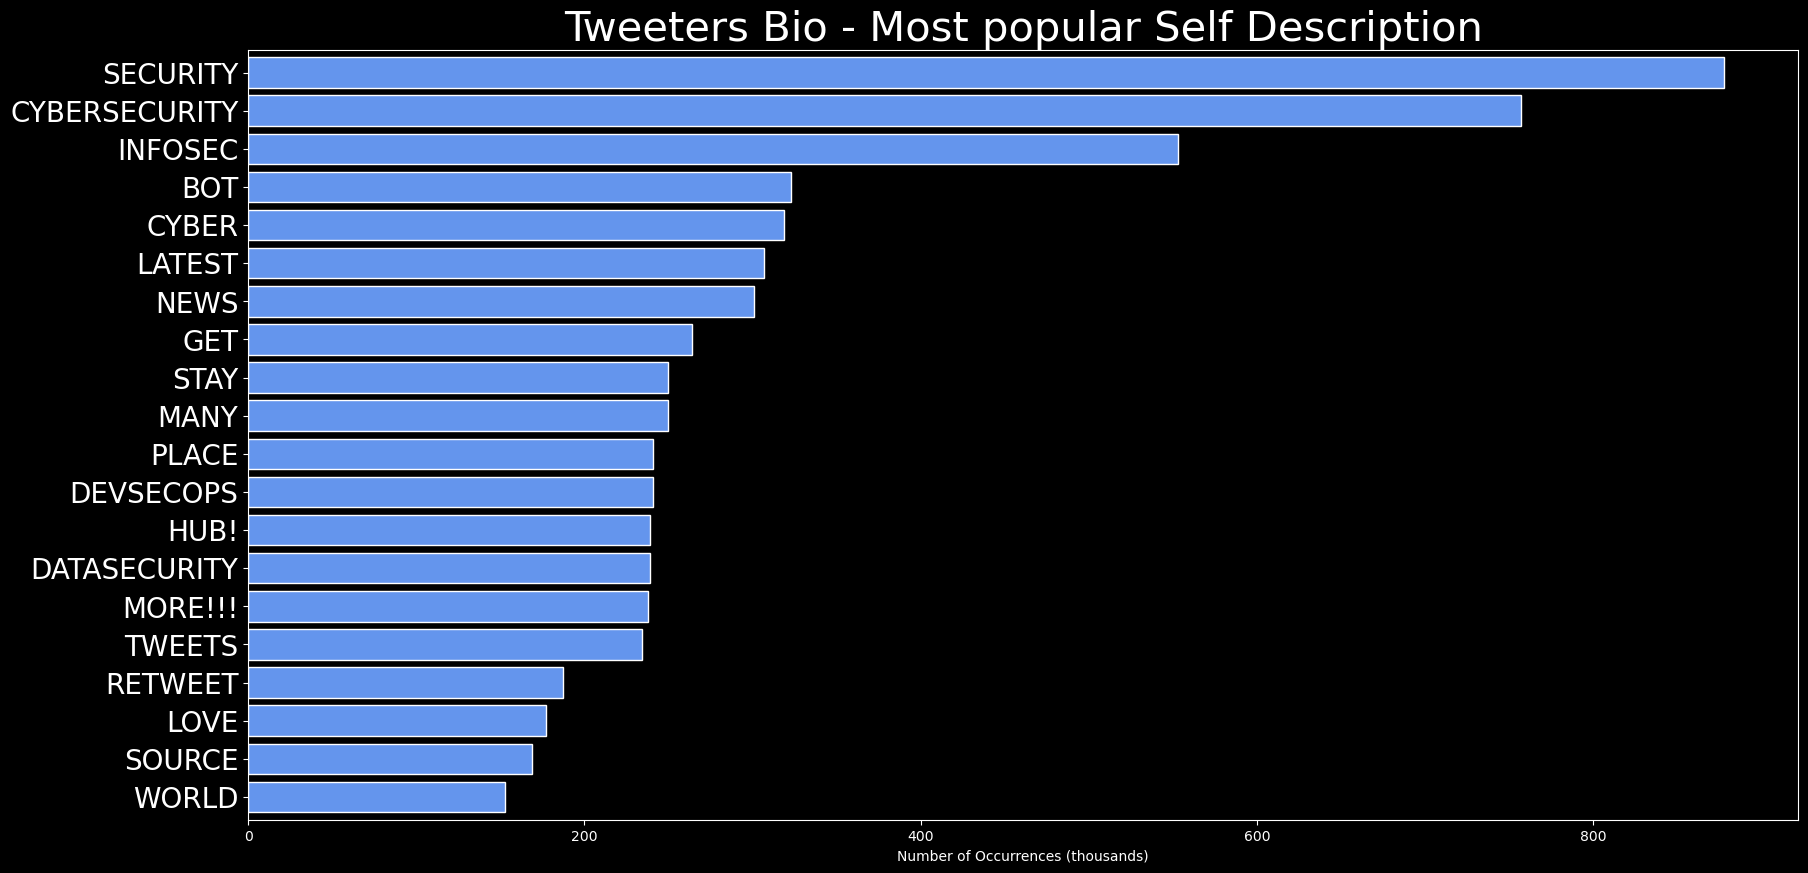 Tweeters Bio - Most popular Self Description
SECURITY
CYBERSECURITY
INFOSEC
BOT
CYBER
LATEST
NEWS
GET
STAY
MANY
PLACE
DEVSECOPS
HUB!
DATASECURITY
MORE!!!
TWEETS
RETWEET
LOVE
SOURCE
WORLD
0 200 400 600 800
Number of Occurrences (thousands)